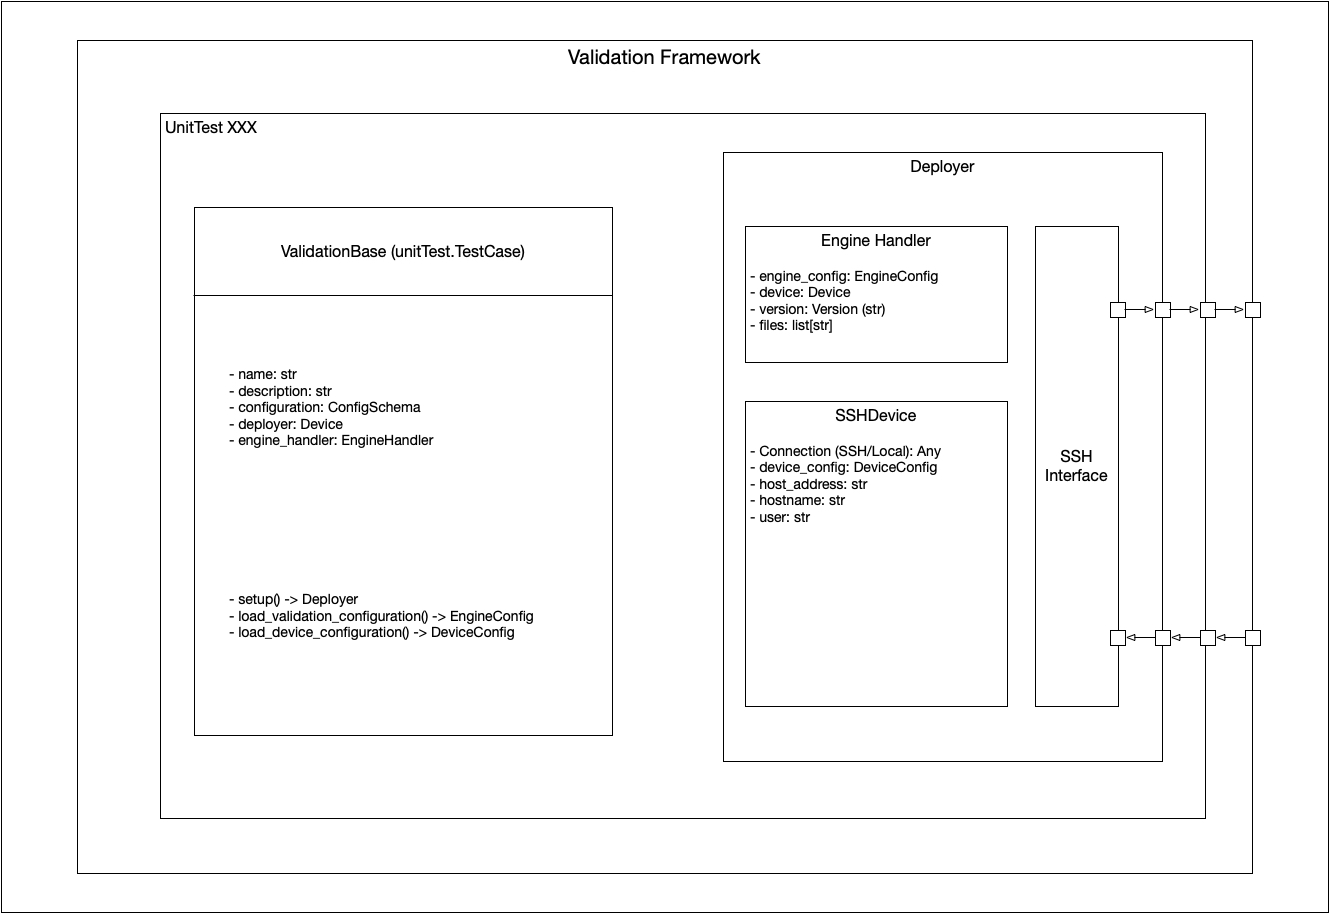 Validation Framework
UnitTest XXX
ValidationBase (unitTest.TestCase)
- name: str
- description: str
- configuration: ConfigSchema
- deployer: Device
- engine_handler: EngineHandler
- setup() -> Deployer
- load_validation_configuration() -> EngineConfig
- load_device_configuration() -> DeviceConfig
Deployer
Engine Handler
- engine_config: EngineConfig
- device: Device
- version: Version (str)
- files: list[str]
SSHDevice
- Connection (SSH/Local): Any
- device_config: DeviceConfig
- host_address: str
- hostname: str
- user: str
SSH
Interface